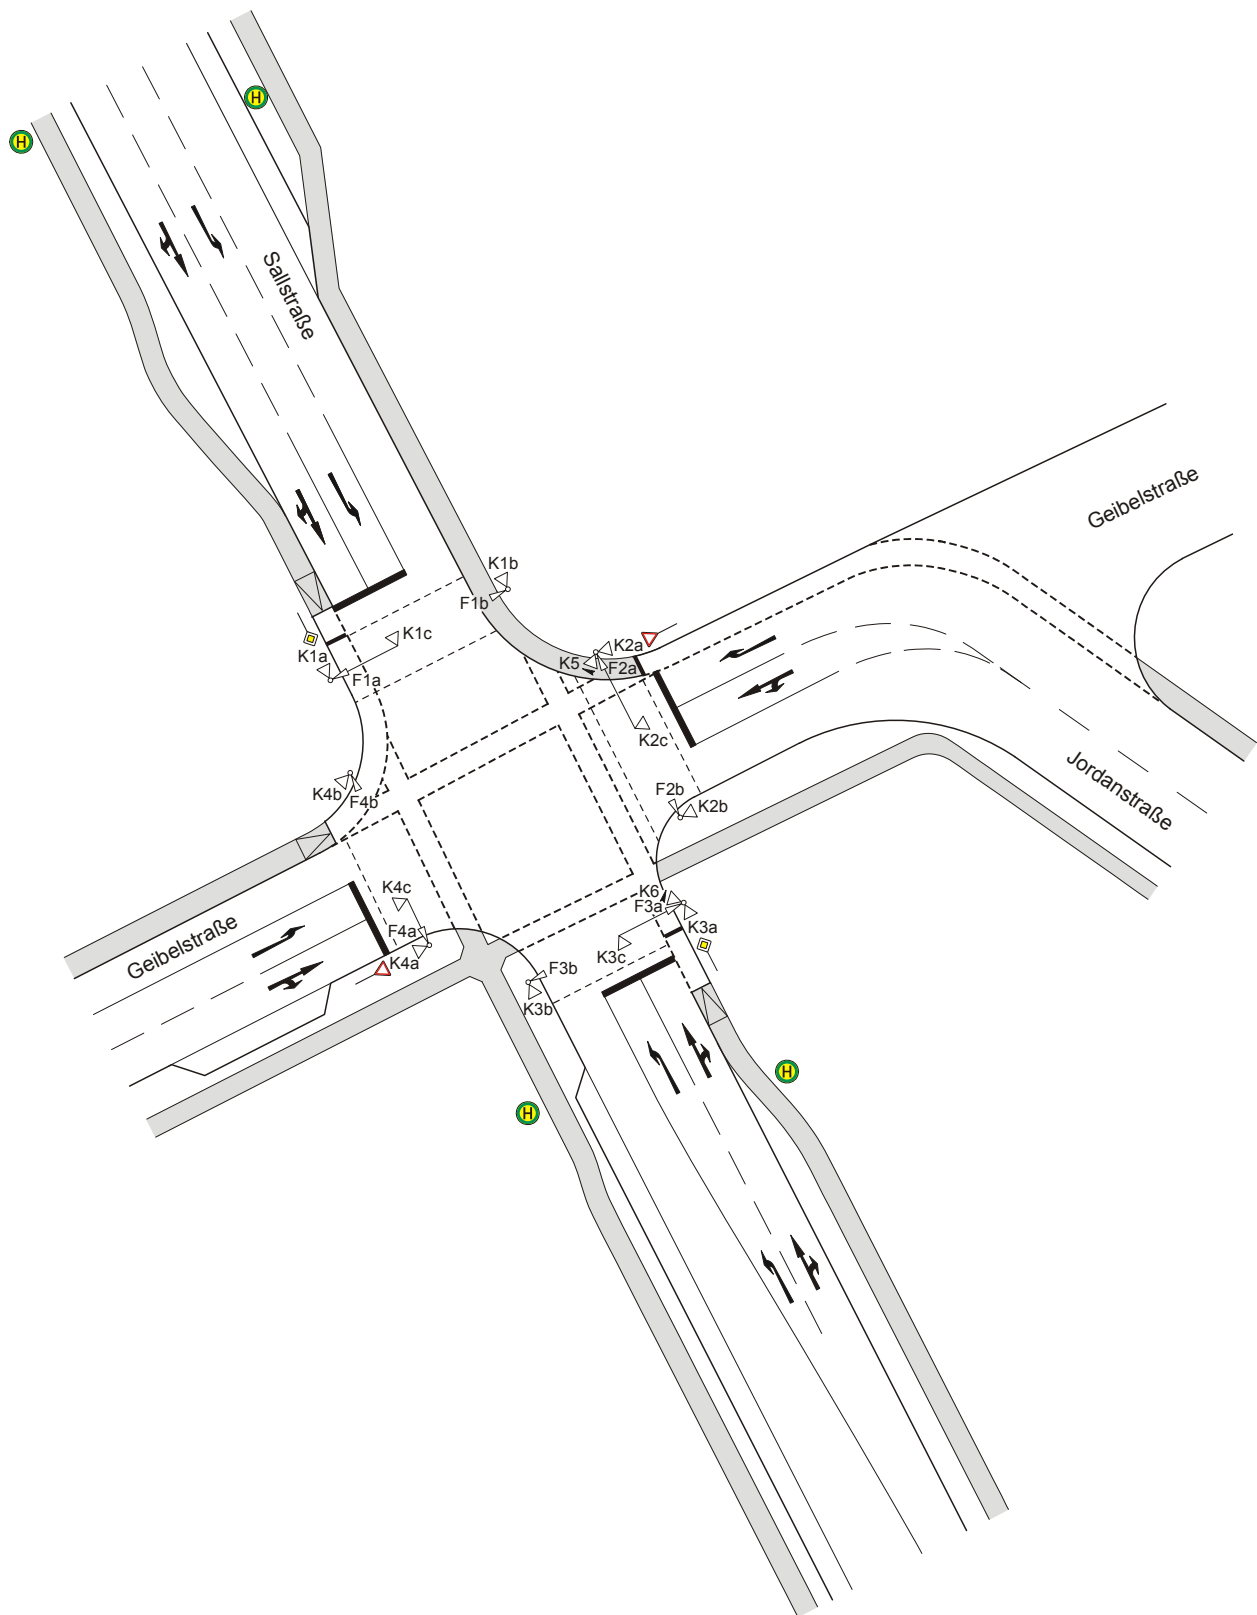 H
H
Sallstraße
Geibelstraße
K1b
F1b
K1c
K1a
F1a
K2a
K5
F2a
K2c
Jordanstraße
K4b
F4b
F2b
K2b
K4c
K6
F3a
F4a
K3a
Geibelstraße
K4a
K3c
F3b
K3b
H
H